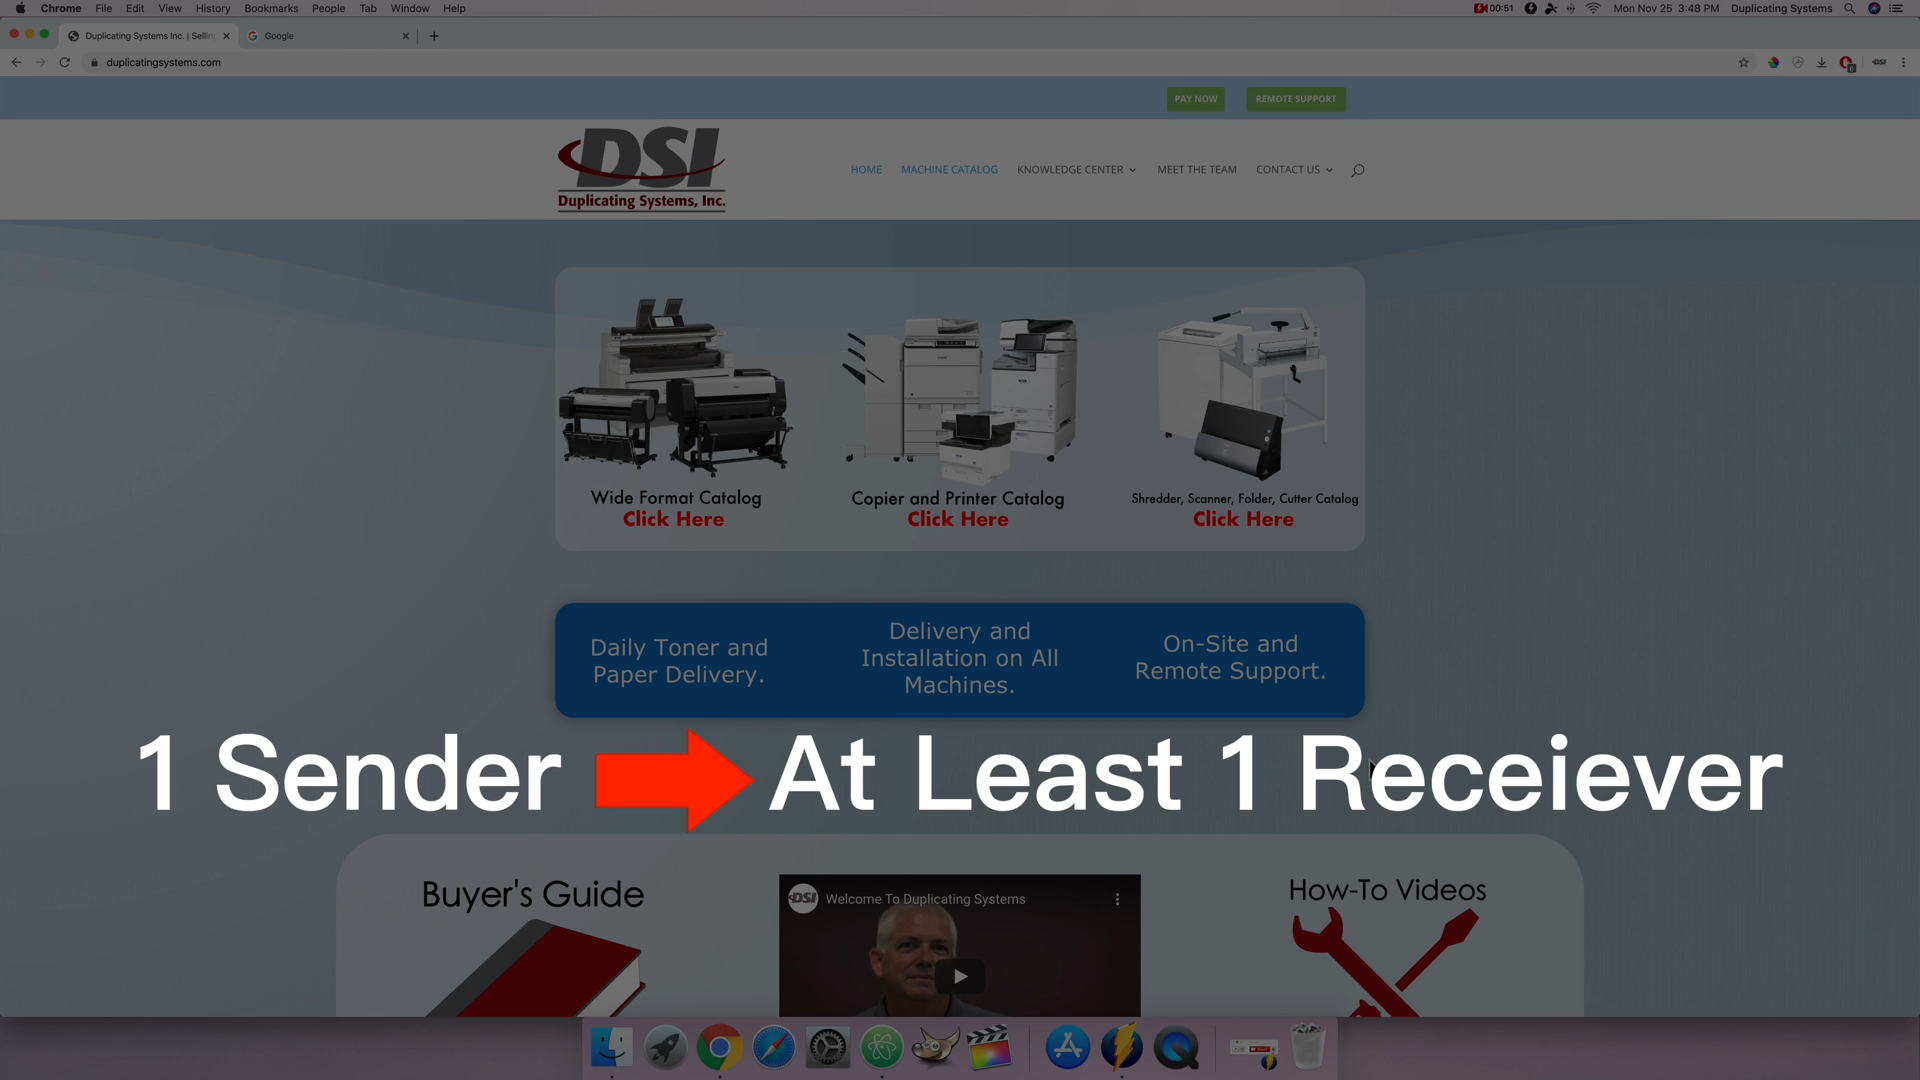 Chrome File Edit View History Bookmarks People Tab Window Help
00:51 Mon Nov 25 3:48 PM Duplicating Systems
Duplicating Systems Inc. | Selling
Google
duplicatingsystems.com
DSI
PAY NOW
REMOTE SUPPORT
DSI
Duplicating Systems, Inc.
HOME MACHINE CATALOG KNOWLEDGE CENTER MEET THE TEAM CONTACT US
Wide Format Catalog
Click Here
Copier and Printer Catalog
Click Here
Shredder, Scanner, Folder, Cutter Catalog
Click Here
Daily Toner and
Paper Delivery.
Delivery and
Installation on All
Machines.
On-Site and
Remote Support.
1 Sender At Least 1 Receiever
Buyer's Guide
DSI
Welcome To Duplicating Systems
How-To Videos